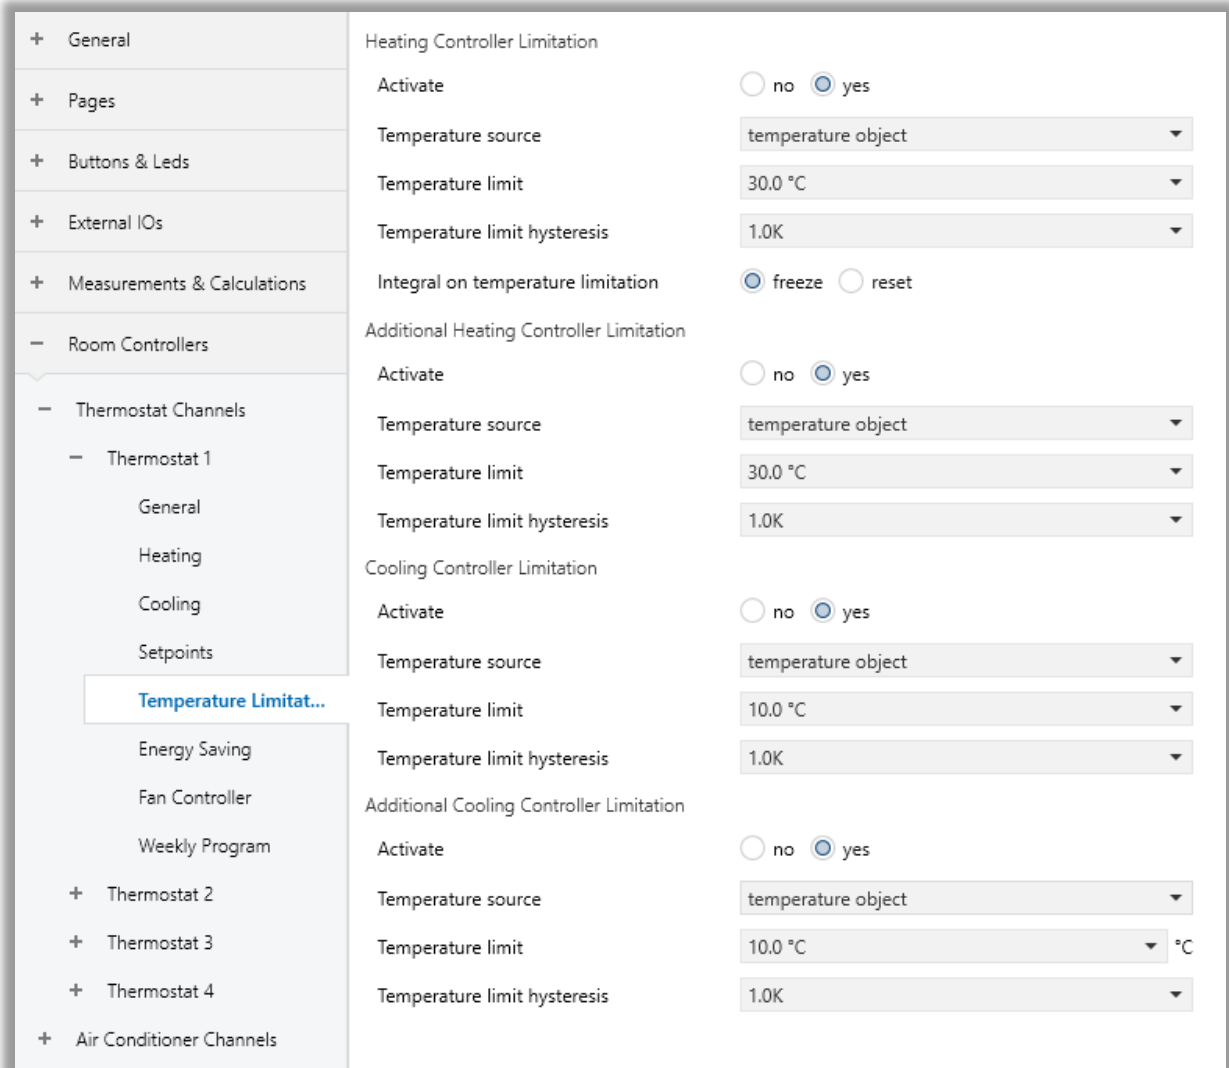 General
Pages
Buttons & Leds
External IOs
Measurements & Calculations
Room Controllers
Thermostat Channels
Thermostat 1
General
Heating
Cooling
Setpoints
Temperature Limitat...
Energy Saving
Fan Controller
Weekly Program
Thermostat 2
Thermostat 3
Thermostat 4
Air Conditioner Channels
Heating Controller Limitation
Activate no yes
Temperature source temperature object
Temperature limit 30.0 °C
Temperature limit hysteresis 1.0K
Integral on temperature limitation freeze reset
Additional Heating Controller Limitation
Activate no yes
Temperature source temperature object
Temperature limit 30.0 °C
Temperature limit hysteresis 1.0K
Cooling Controller Limitation
Activate no yes
Temperature source temperature object
Temperature limit 10.0 °C
Temperature limit hysteresis 1.0K
Additional Cooling Controller Limitation
Activate no yes
Temperature source temperature object
Temperature limit 10.0 °C °C
Temperature limit hysteresis 1.0K